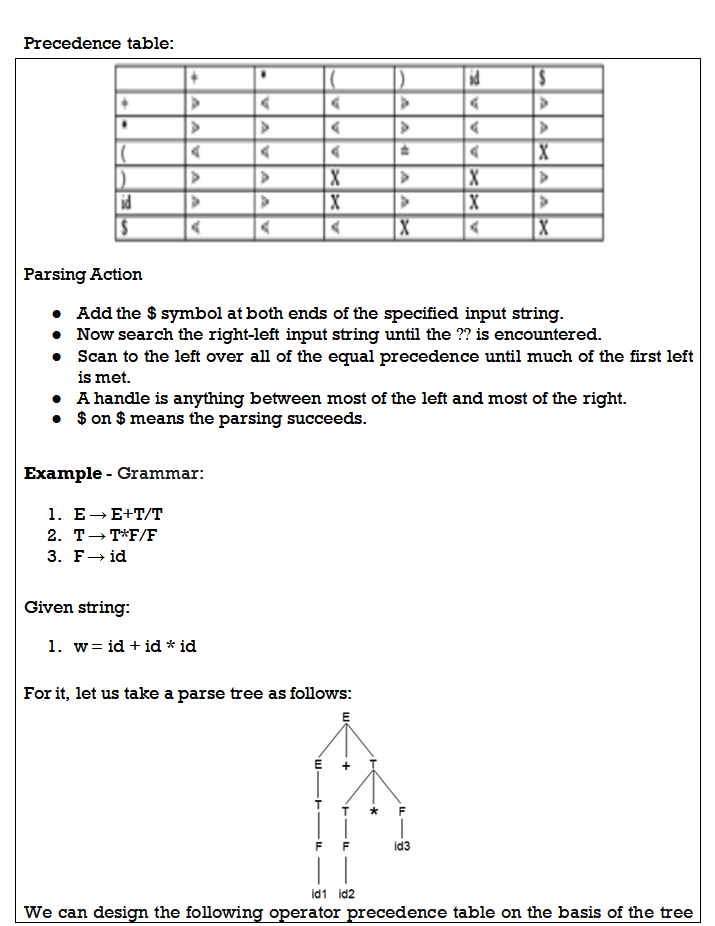 Precedence table:
+ * ( ) id $
+ ⋗ ⋖ ⋖ ⋗ ⋖ ⋗
* ⋗ ⋗ ⋖ ⋗ ⋖ ⋗
( ⋖ ⋖ ⋖ ≐ ⋖ X
) ⋗ ⋗ X ⋗ X ⋗
id ⋗ ⋗ X ⋗ X ⋗
$ ⋖ ⋖ ⋖ X ⋖ X
Parsing Action
● Add the $ symbol at both ends of the specified input string.
● Now search the right-left input string until the ?? is encountered.
● Scan to the left over all of the equal precedence until much of the first left
is met.
● A handle is anything between most of the left and most of the right.
● $ on $ means the parsing succeeds.
Example - Grammar:
1. E → E+T/T
2. T → T*F/F
3. F → id
Given string:
1. w = id + id * id
For it, let us take a parse tree as follows:
E
E + T
T T * F
F F id3
id1 id2
We can design the following operator precedence table on the basis of the tree